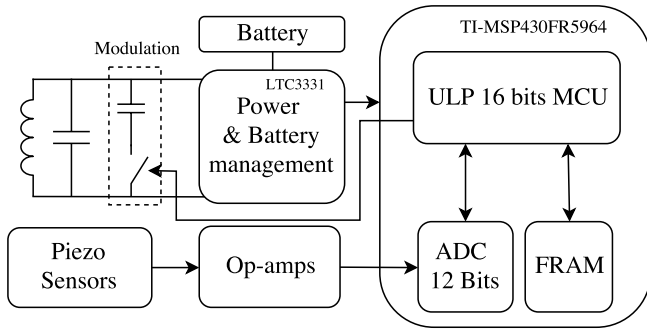 Modulation
Battery
TI-MSP430FR5964
LTC3331
Power
& Battery
management
ULP 16 bits MCU
Piezo
Sensors
Op-amps
ADC
12 Bits
FRAM